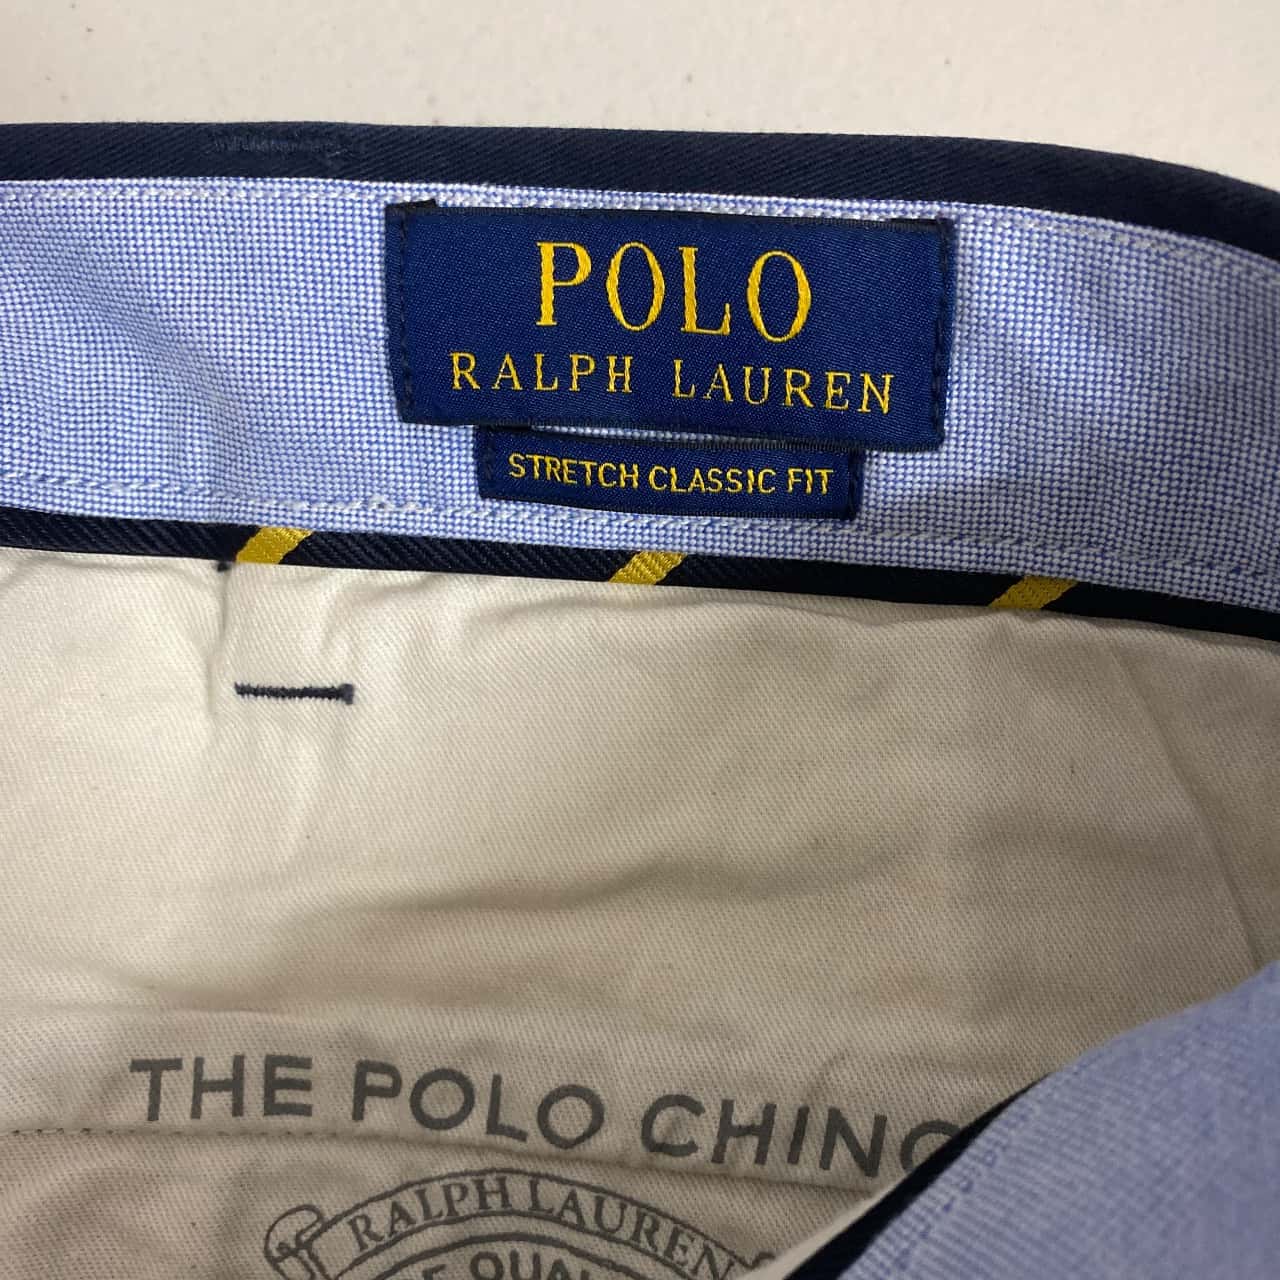 POLO
RALPH LAUREN
STRETCH CLASSIC FIT
THE POLO CHINO
RALPH LAUREN